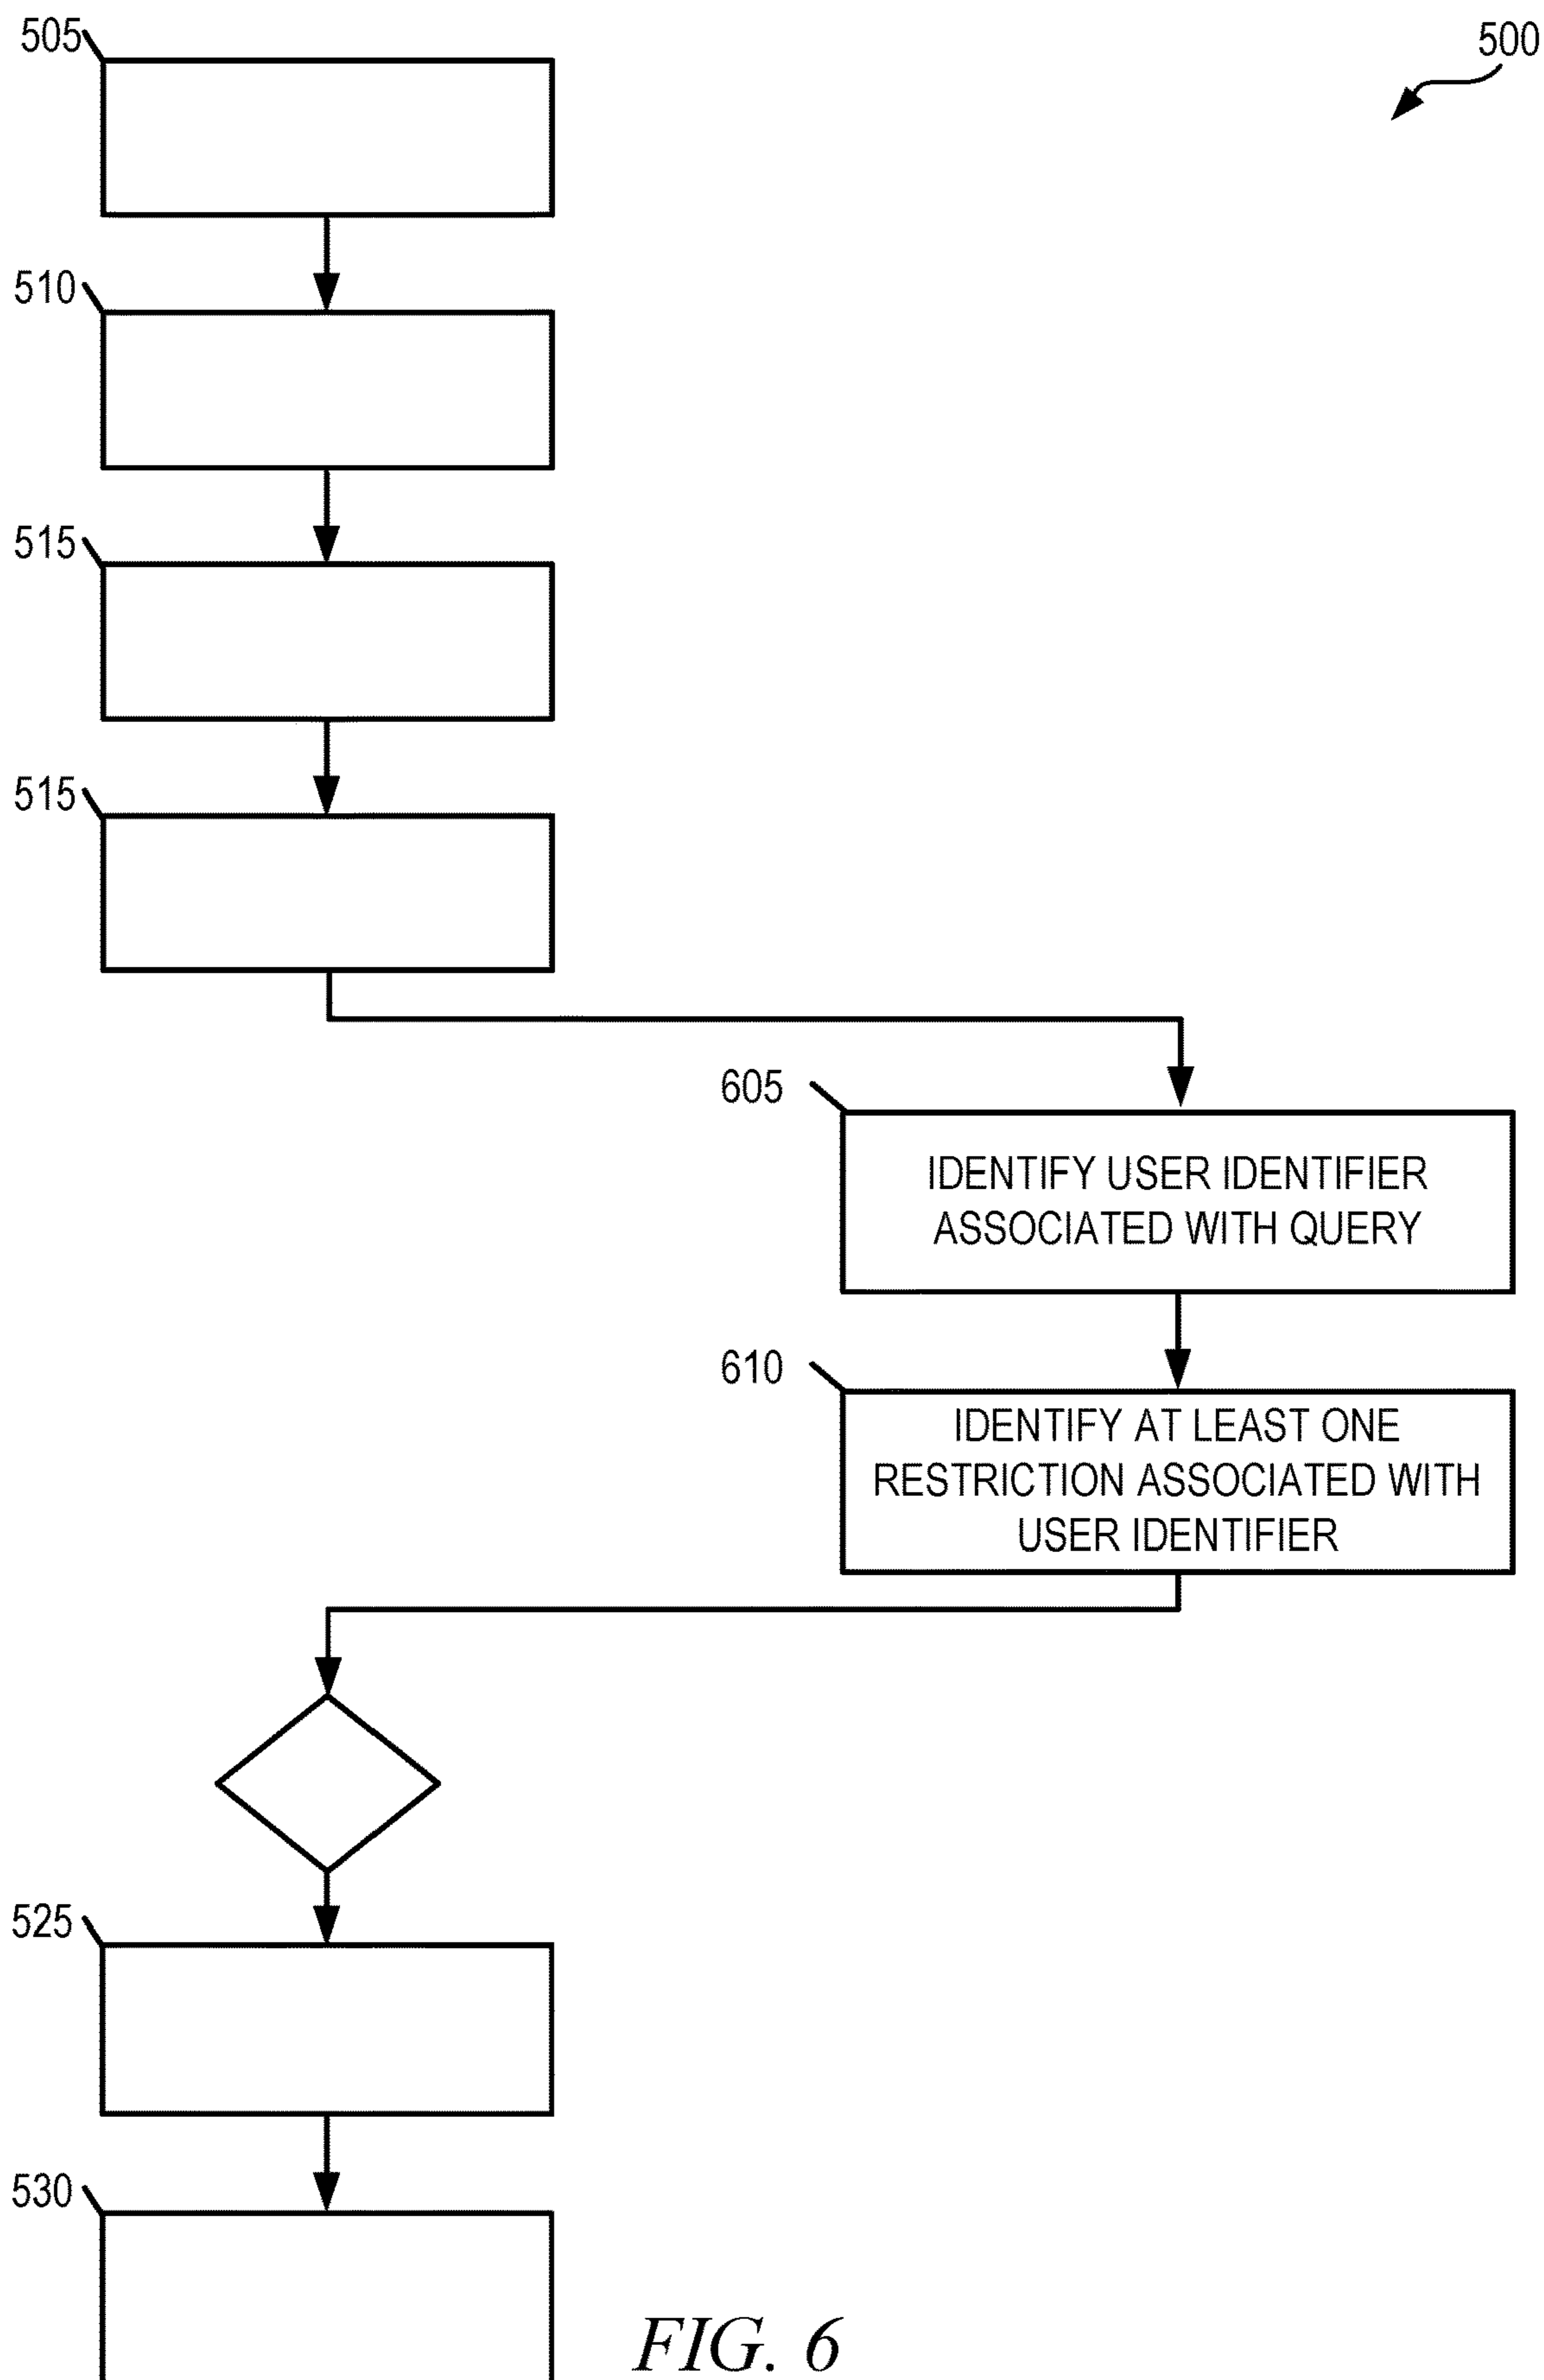 505
500
510
515
515
605
IDENTIFY USER IDENTIFIER
ASSOCIATED WITH QUERY
610
IDENTIFY AT LEAST ONE
RESTRICTION ASSOCIATED WITH
USER IDENTIFIER
525
530
FIG. 6